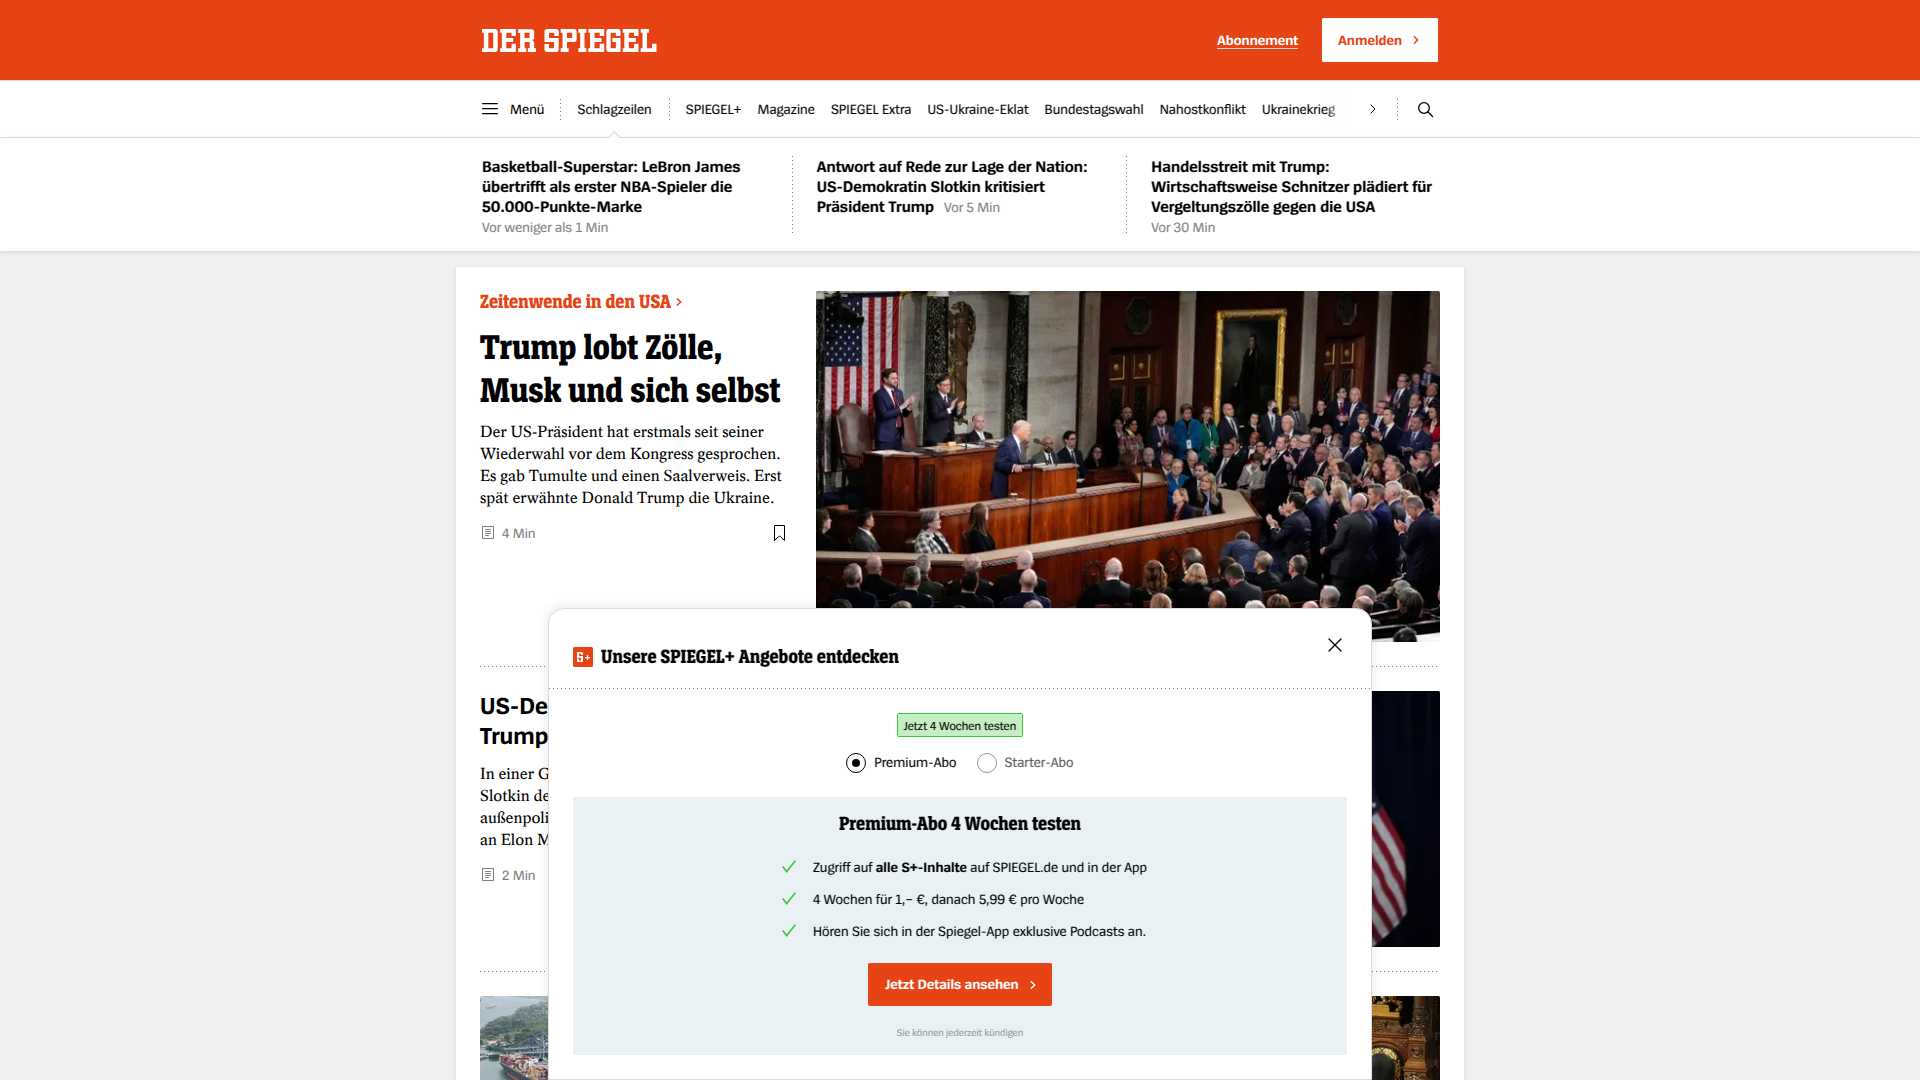 DER SPIEGEL
Abonnement
Anmelden
Menü
Schlagzeilen
SPIEGEL+
Magazine
SPIEGEL Extra
US-Ukraine-Eklat
Bundestagswahl
Nahostkonflikt
Ukrainekrieg
Basketball-Superstar: LeBron James
übertrifft als erster NBA-Spieler die
50.000-Punkte-Marke
Vor weniger als 1 Min
Antwort auf Rede zur Lage der Nation:
US-Demokratin Slotkin kritisiert
Präsident Trump Vor 5 Min
Handelsstreit mit Trump:
Wirtschaftsweise Schnitzer plädiert für
Vergeltungszölle gegen die USA
Vor 30 Min
Zeitenwende in den USA
Trump lobt Zölle,
Musk und sich selbst
Der US-Präsident hat erstmals seit seiner
Wiederwahl vor dem Kongress gesprochen.
Es gab Tumulte und einen Saalverweis. Erst
spät erwähnte Donald Trump die Ukraine.
4 Min
US-De
Trump
In einer G
Slotkin de
außenpoli
an Elon M
2 Min
S+ Unsere SPIEGEL+ Angebote entdecken
Jetzt 4 Wochen testen
Premium-Abo
Starter-Abo
Premium-Abo 4 Wochen testen
Zugriff auf alle S+-Inhalte auf SPIEGEL.de und in der App
4 Wochen für 1,– €, danach 5,99 € pro Woche
Hören Sie sich in der Spiegel-App exklusive Podcasts an.
Jetzt Details ansehen
Sie können jederzeit kündigen